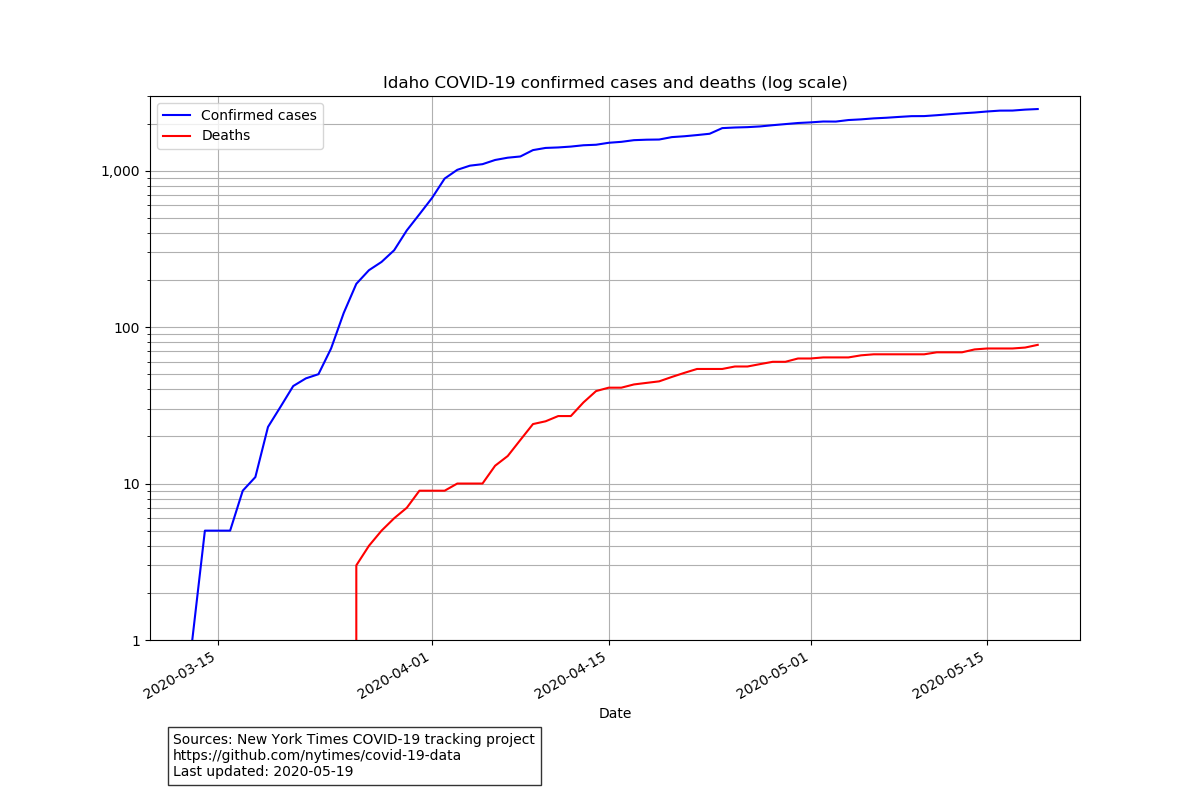 Idaho COVID-19 confirmed cases and deaths (log scale)
Confirmed cases
Deaths
1,000
100
10
1
2020-03-15
2020-04-01
2020-04-15
2020-05-01
2020-05-15
Date
Sources: New York Times COVID-19 tracking project
https://github.com/nytimes/covid-19-data
Last updated: 2020-05-19